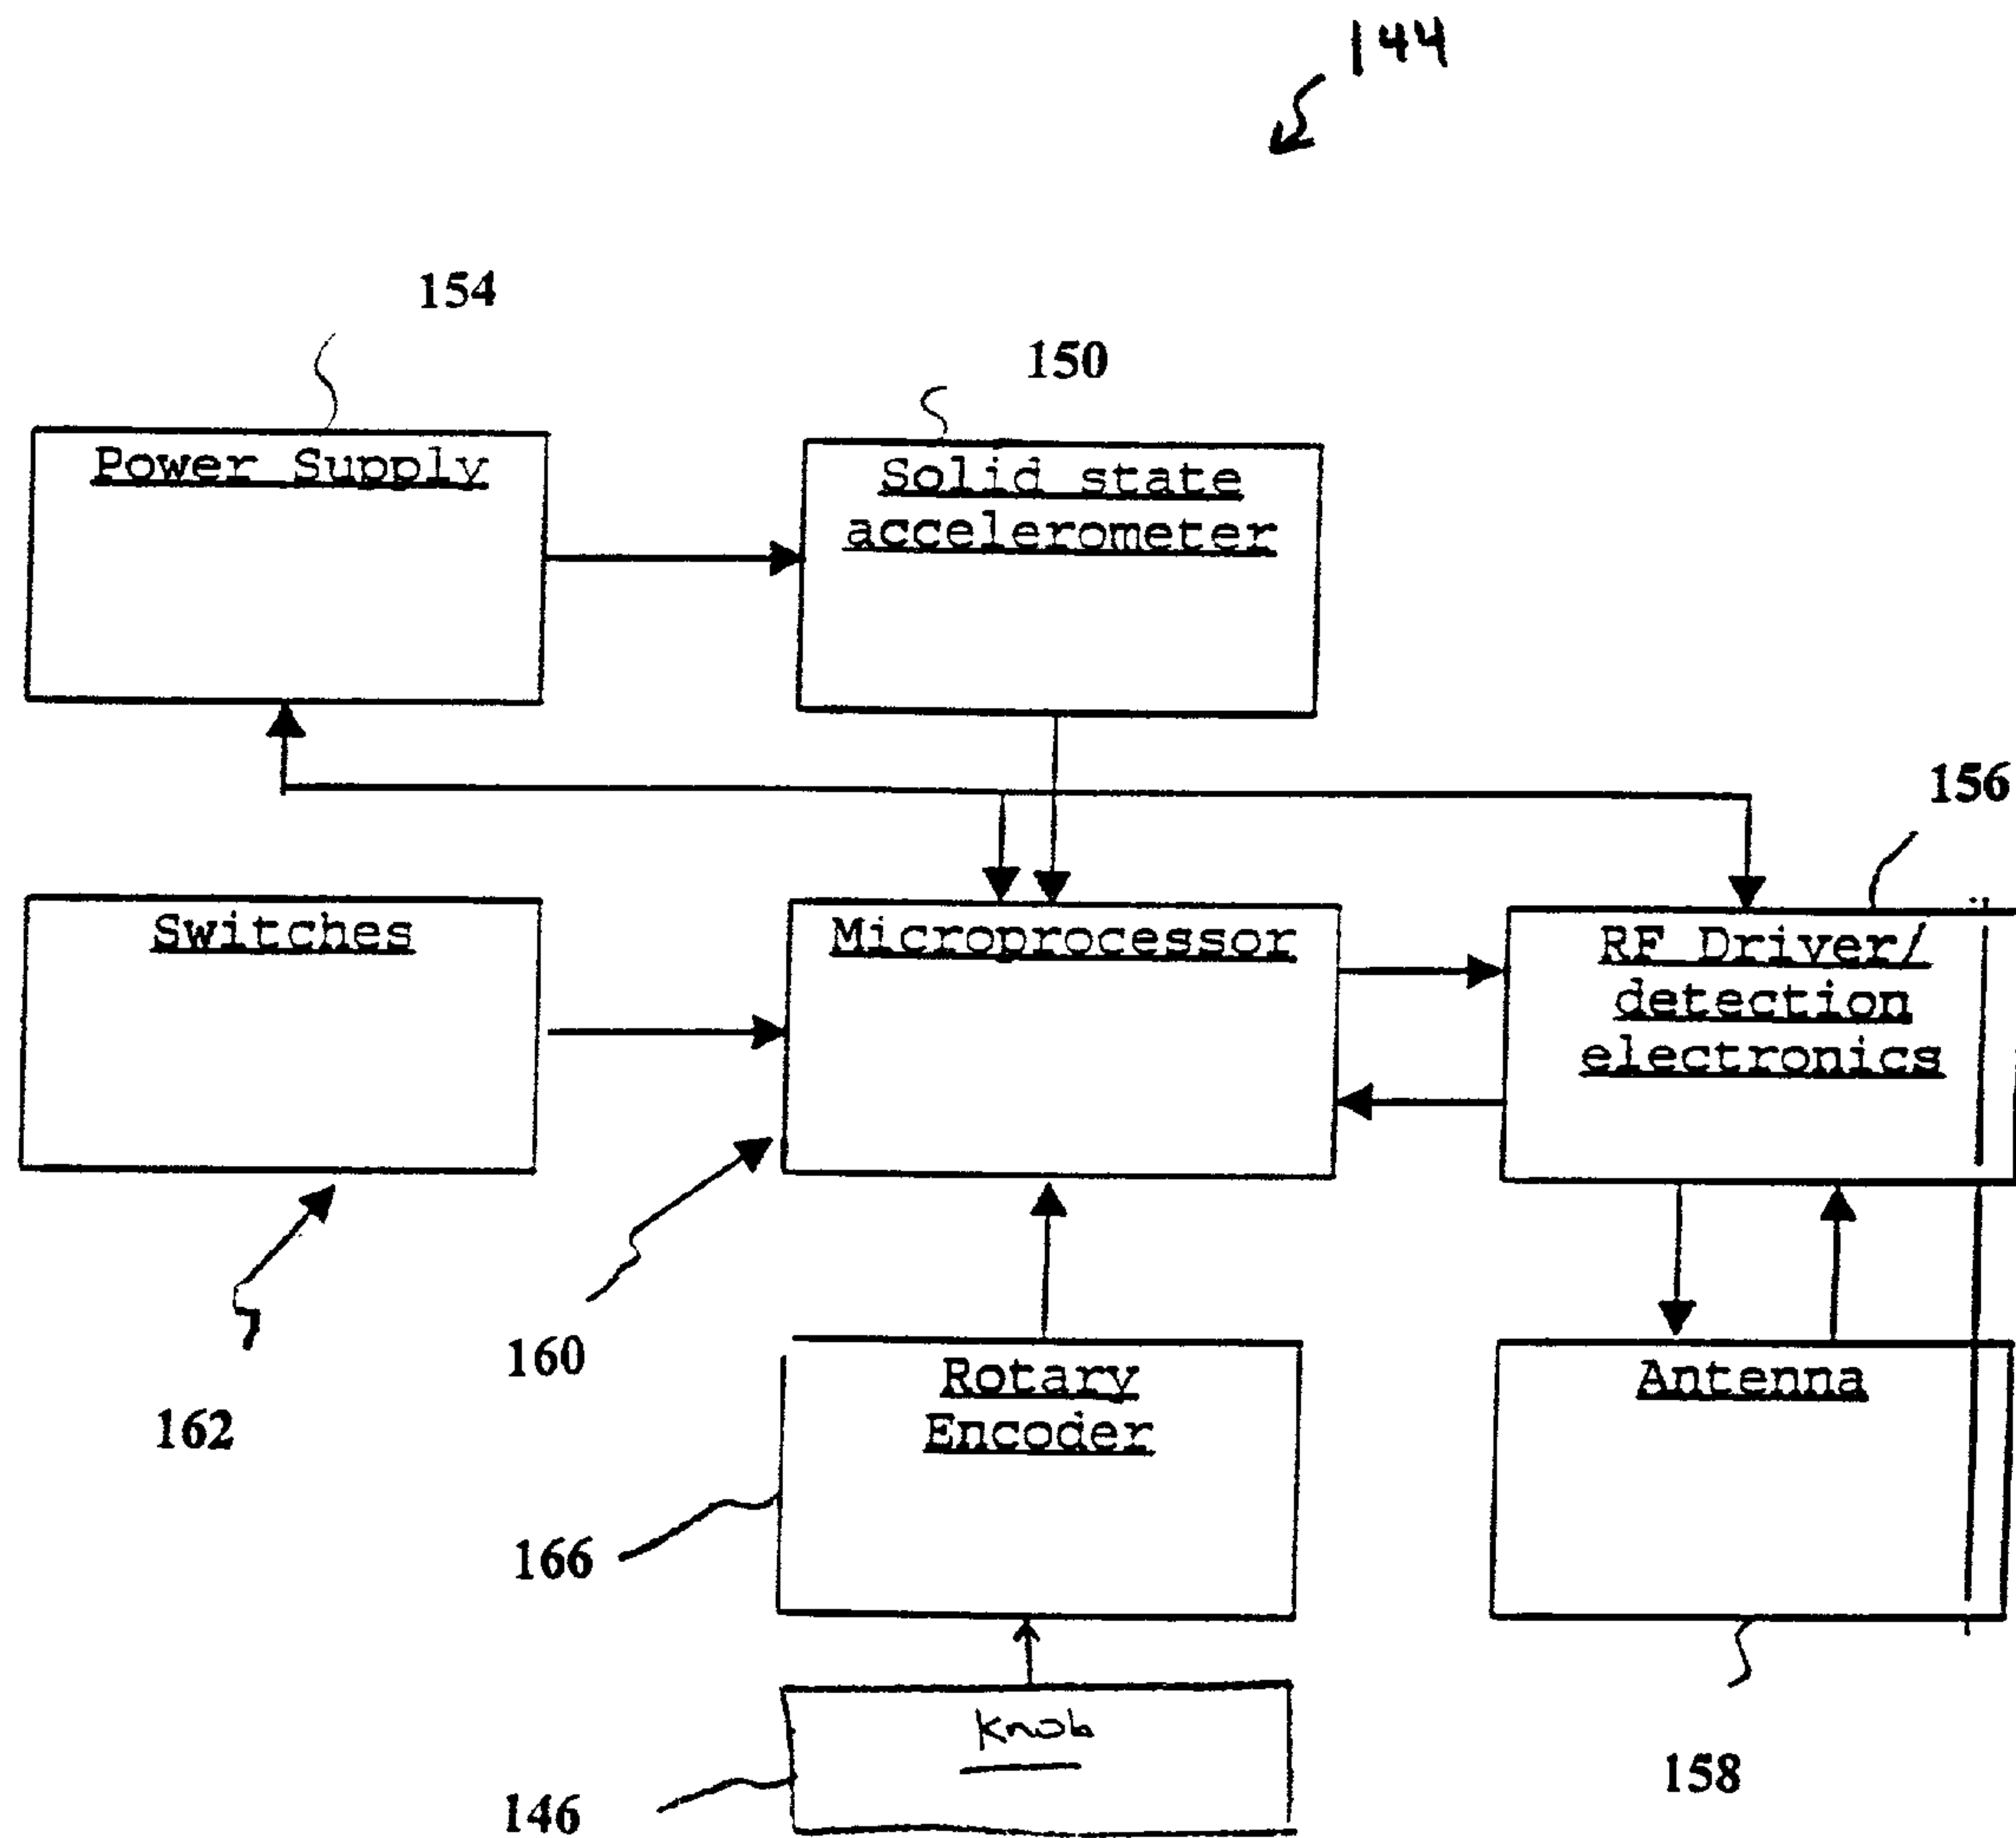 144
154
150
Power Supply
Solid state
accelerometer
156
Switches
Microprocessor
RF Driver/
detection
electronics
162
160
Rotary
Encoder
Antenna
166
Knob
146
158